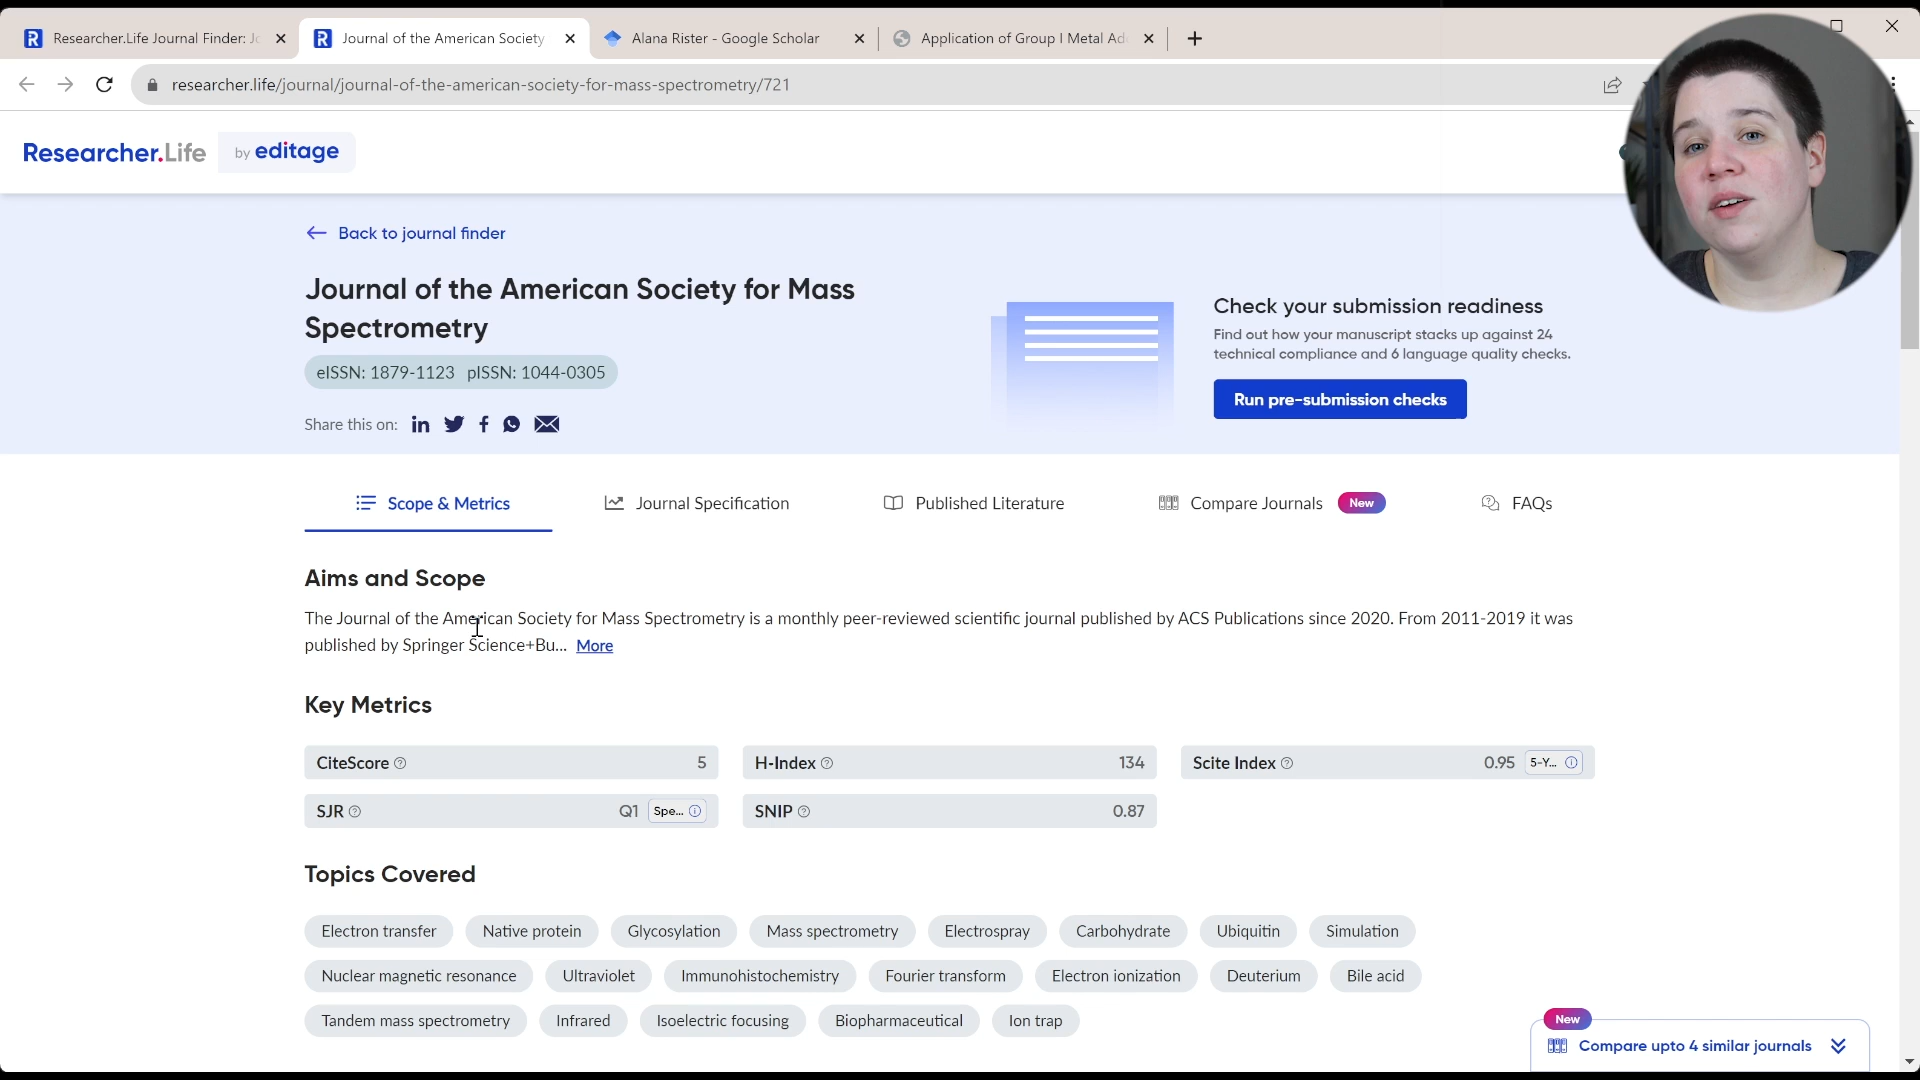 Researcher.Life Journal Finder: Jo
Journal of the American Society
Alana Rister - Google Scholar
Application of Group I Metal Ad
researcher.life/journal/journal-of-the-american-society-for-mass-spectrometry/721
Researcher.Life by editage
Back to journal finder
Journal of the American Society for Mass
Spectrometry
eISSN: 1879-1123 pISSN: 1044-0305
Share this on:
Check your submission readiness
Find out how your manuscript stacks up against 24
technical compliance and 6 language quality checks.
Run pre-submission checks
Scope & Metrics
Journal Specification
Published Literature
Compare Journals New
FAQs
Aims and Scope
The Journal of the American Society for Mass Spectrometry is a monthly peer-reviewed scientific journal published by ACS Publications since 2020. From 2011-2019 it was
published by Springer Science+Bu... More
Key Metrics
CiteScore 5
H-Index 134
Scite Index 0.95 5-Y...
SJR Q1 Spe...
SNIP 0.87
Topics Covered
Electron transfer Native protein Glycosylation Mass spectrometry Electrospray Carbohydrate Ubiquitin Simulation
Nuclear magnetic resonance Ultraviolet Immunohistochemistry Fourier transform Electron ionization Deuterium Bile acid
Tandem mass spectrometry Infrared Isoelectric focusing Biopharmaceutical Ion trap
New
Compare upto 4 similar journals